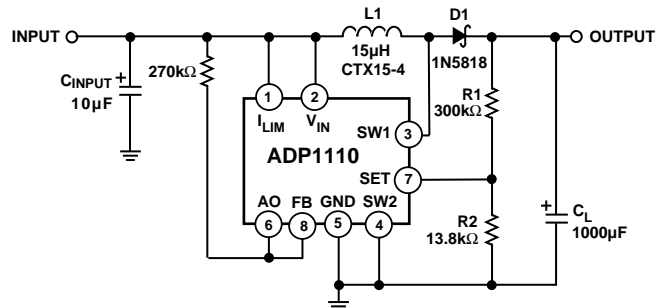 INPUT
OUTPUT
L1
15µH
CTX15-4
D1
1N5818
CINPUT
+
10µF
270kΩ
1
2
ILIM
VIN
SW1
3
ADP1110
SET
7
R1
300kΩ
AO
FB
GND
SW2
6
8
5
4
R2
13.8kΩ
+
CL
1000µF